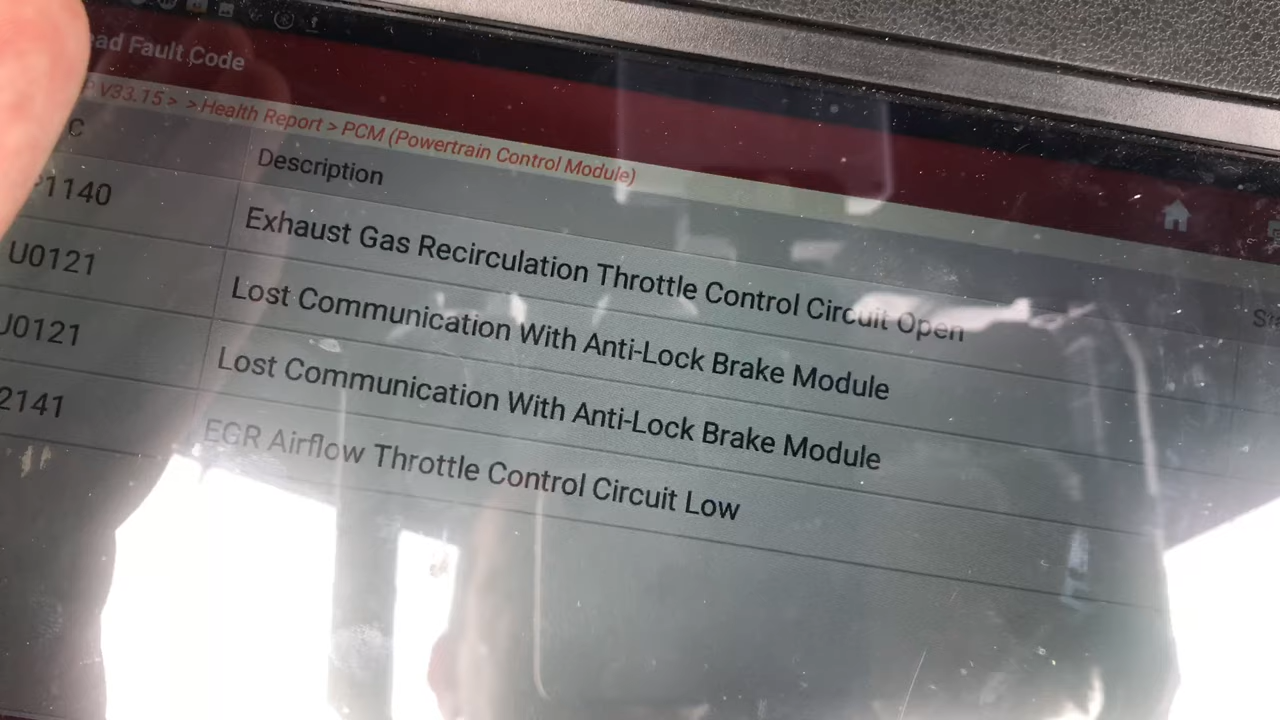 ead Fault Code
V33.15 > > Health Report > PCM (Powertrain Control Module)
C Description
1140 Exhaust Gas Recirculation Throttle Control Circuit Open
U0121 Lost Communication With Anti-Lock Brake Module
U0121 Lost Communication With Anti-Lock Brake Module
2141 EGR Airflow Throttle Control Circuit Low